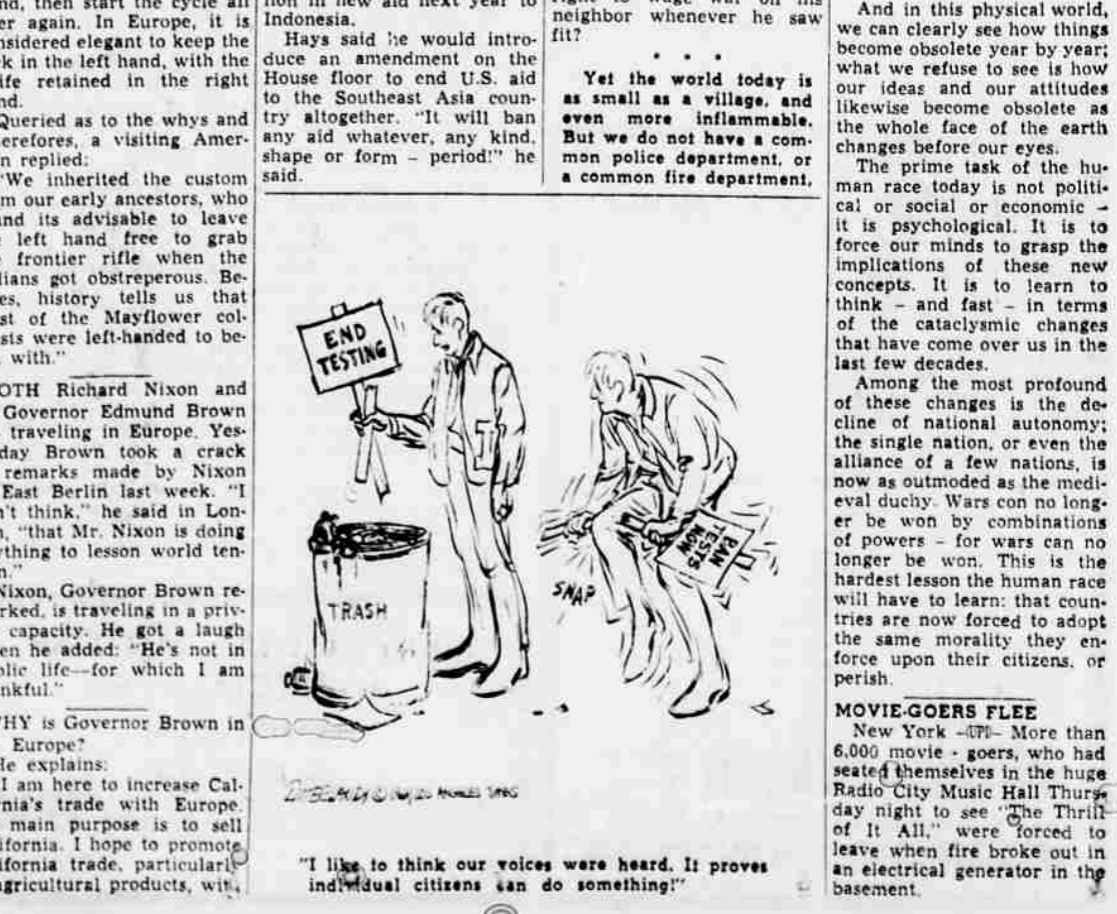 nd, then start the cycle all
er again. In Europe, it is
nsidered elegant to keep the
k in the left hand, with the
ife retained in the right
nd.
Queried as to the whys and
erefores, a visiting Amer-
n replied:
"We inherited the custom
m our early ancestors, who
und its advisable to leave
left hand free to grab
frontier rifle when the
lians got obstreperous. Be-
es, history tells us that
st of the Mayflower col-
sts were left-handed to be-
with."
OTH Richard Nixon and
Governor Edmund Brown
traveling in Europe. Yes-
day Brown took a crack
remarks made by Nixon
East Berlin last week. "I
n't think," he said in Lon-
n, "that Mr. Nixon is doing
ything to lesson world ten-
n."
Nixon, Governor Brown re-
rked, is traveling in a priv-
capacity. He got a laugh
en he added: "He's not in
blic life—for which I am
nkful."
HY is Governor Brown in
Europe?
He explains:
I am here to increase Cal-
rnia's trade with Europe.
main purpose is to sell
ifornia. I hope to promote
ifornia trade, particularly
agricultural products, wit
lion in new aid next year to
Indonesia.
Hays said he would intro-
duce an amendment on the
House floor to end U.S. aid
to the Southeast Asia coun-
try altogether. "It will ban
any aid whatever, any kind,
shape or form – period!" he
said.
right to wage war on his
neighbor whenever he saw
fit?
• • •
Yet the world today is
as small as a village, and
even more inflammable.
But we do not have a com-
mon police department, or
a common fire department,
END
TESTING
TRASH
SNAP
BAN
TESTS
NOW
"I like to think our voices were heard. It proves
individual citizens can do something!"
And in this physical world,
we can clearly see how things
become obsolete year by year;
what we refuse to see is how
our ideas and our attitudes
likewise become obsolete as
the whole face of the earth
changes before our eyes.
The prime task of the hu-
man race today is not politi-
cal or social or economic –
it is psychological. It is to
force our minds to grasp the
implications of these new
concepts. It is to learn to
think – and fast – in terms
of the cataclysmic changes
that have come over us in the
last few decades.
Among the most profound
of these changes is the de-
cline of national autonomy;
the single nation, or even the
alliance of a few nations, is
now as outmoded as the medi-
eval duchy. Wars con no long-
er be won by combinations
of powers – for wars can no
longer be won. This is the
hardest lesson the human race
will have to learn: that coun-
tries are now forced to adopt
the same morality they en-
force upon their citizens, or
perish.
MOVIE-GOERS FLEE
New York –(UPI)– More than
6,000 movie - goers, who had
seated themselves in the huge
Radio City Music Hall Thurs-
day night to see "The Thrill
of It All," were forced to
leave when fire broke out in
an electrical generator in the
basement.